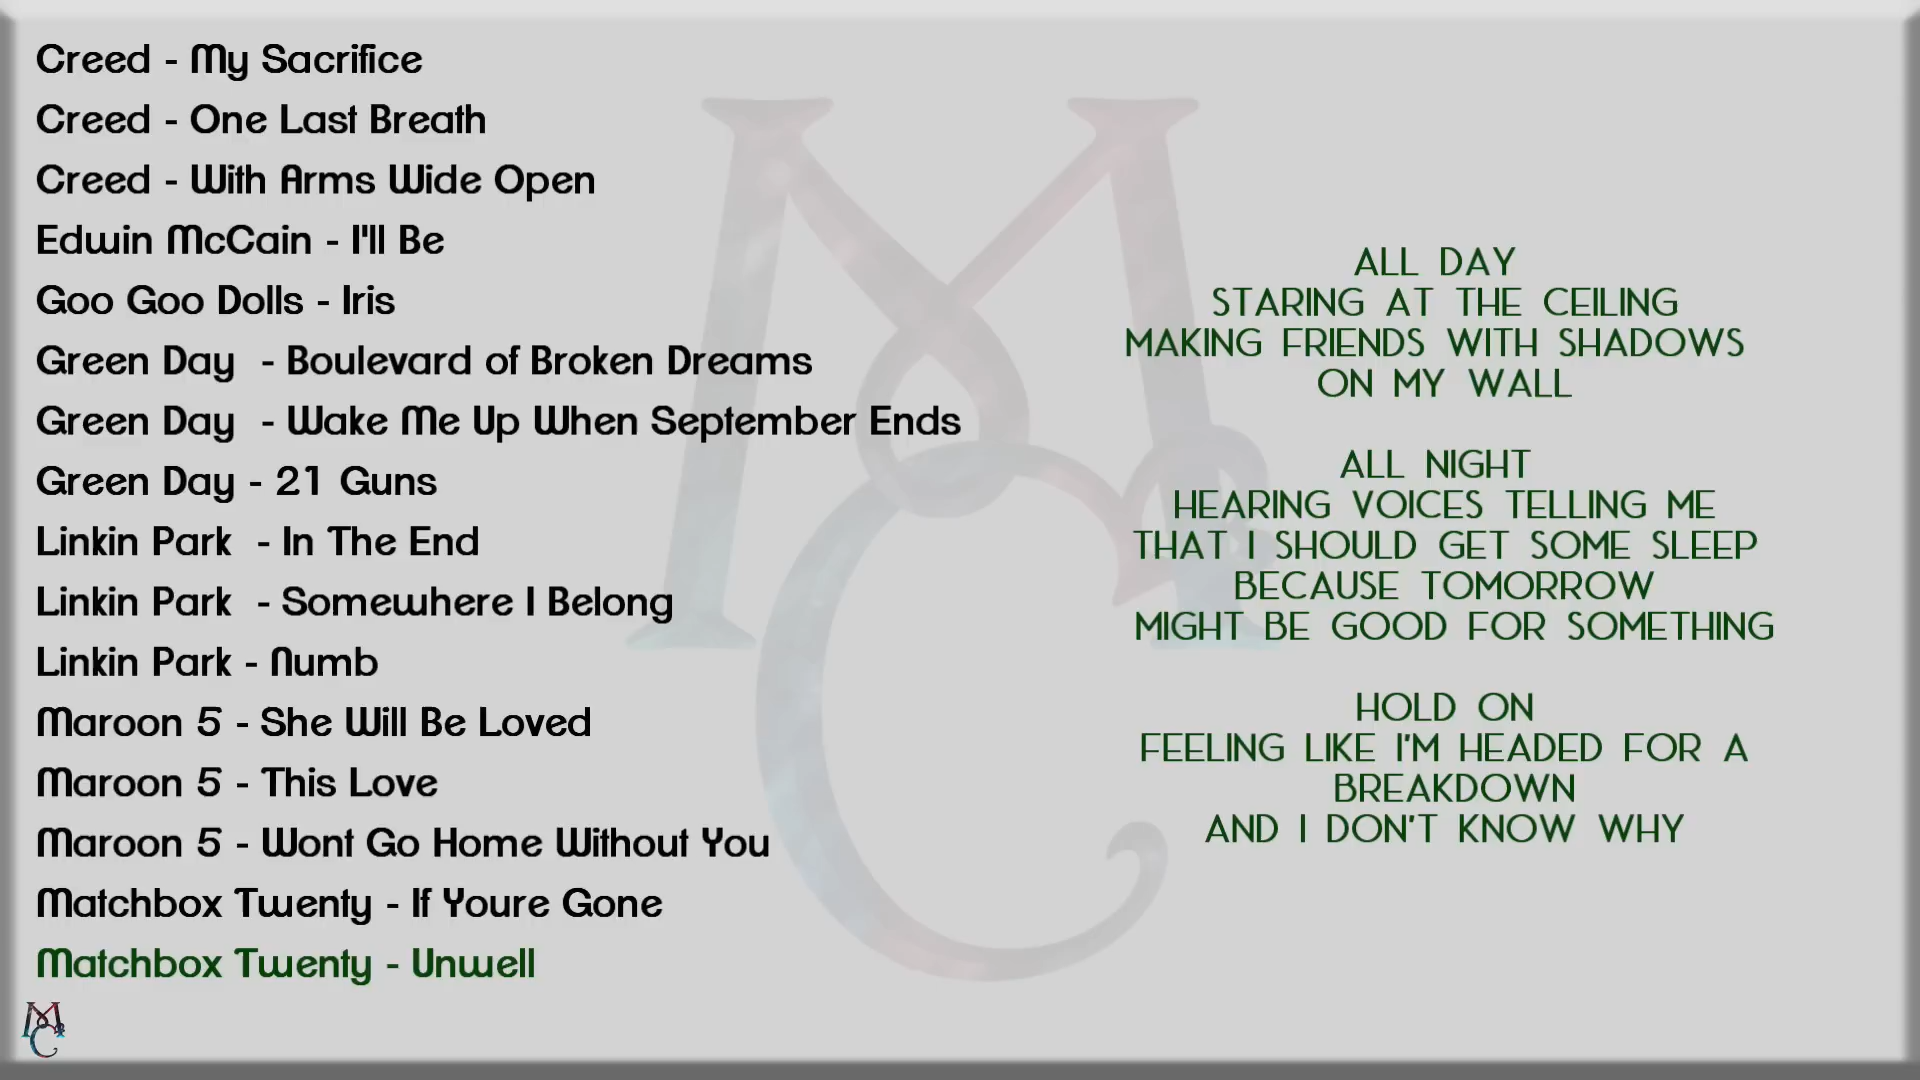 Creed - My Sacrifice
Creed - One Last Breath
Creed - With Arms Wide Open
Edwin McCain - I'll Be
Goo Goo Dolls - Iris
Green Day  - Boulevard of Broken Dreams
Green Day  - Wake Me Up When September Ends
Green Day - 21 Guns
Linkin Park  - In The End
Linkin Park  - Somewhere I Belong
Linkin Park - Numb
Maroon 5 - She Will Be Loved
Maroon 5 - This Love
Maroon 5 - Wont Go Home Without You
Matchbox Twenty - If Youre Gone
Matchbox Twenty - Unwell
ALL DAY
STARING AT THE CEILING
MAKING FRIENDS WITH SHADOWS
ON MY WALL
ALL NIGHT
HEARING VOICES TELLING ME
THAT I SHOULD GET SOME SLEEP
BECAUSE TOMORROW
MIGHT BE GOOD FOR SOMETHING
HOLD ON
FEELING LIKE I'M HEADED FOR A
BREAKDOWN
AND I DON'T KNOW WHY
MC